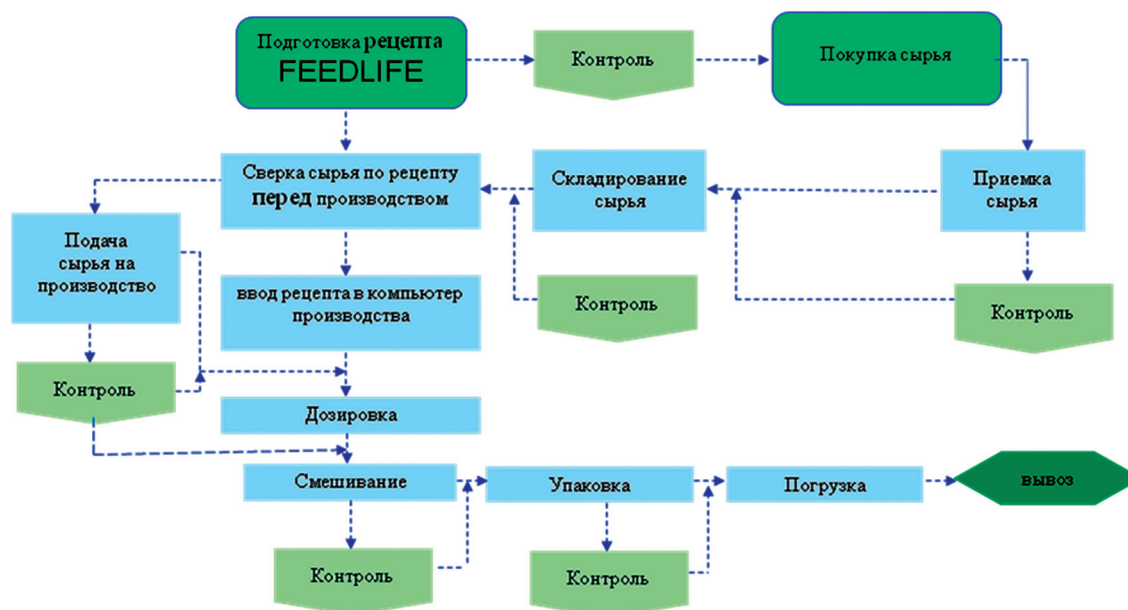 Подготовка рецепта
FEEDLIFE
Контроль
Покупка сырья
Сверка сырья по рецепту
перед производством
Складирование
сырья
Приемка
сырья
Подача
сырья на
производство
ввод рецепта в компьютер
производства
Контроль
Контроль
Контроль
Дозировка
Смешивание
Упаковка
Погрузка
вывоз
Контроль
Контроль